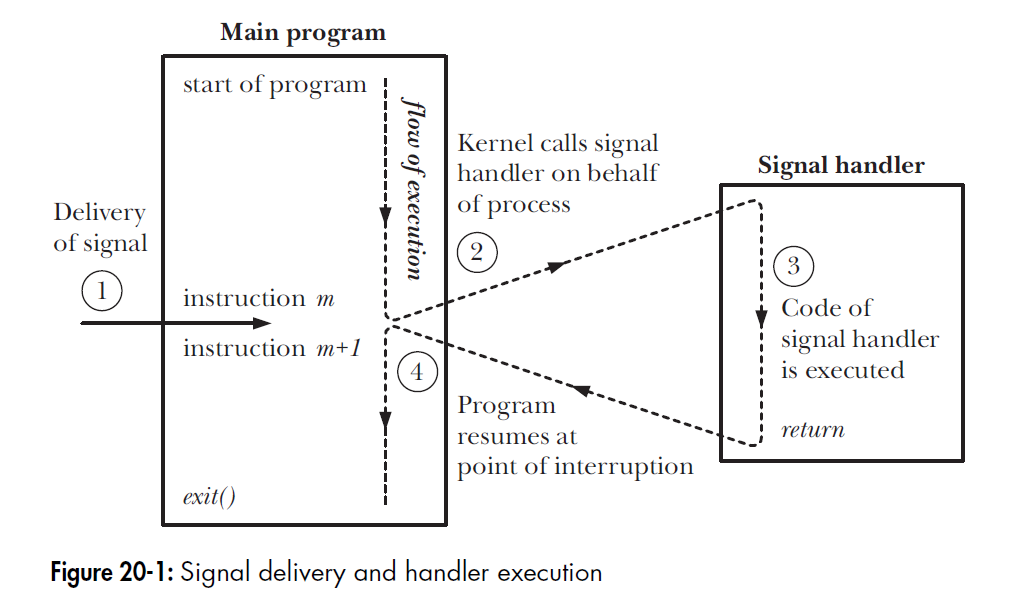 Main program
start of program
flow of execution
Kernel calls signal
handler on behalf
of process
Signal handler
Delivery
of signal
1
2
3
instruction m
instruction m+1
Code of
signal handler
is executed
4
Program
resumes at
point of interruption
return
exit()
Figure 20-1: Signal delivery and handler execution